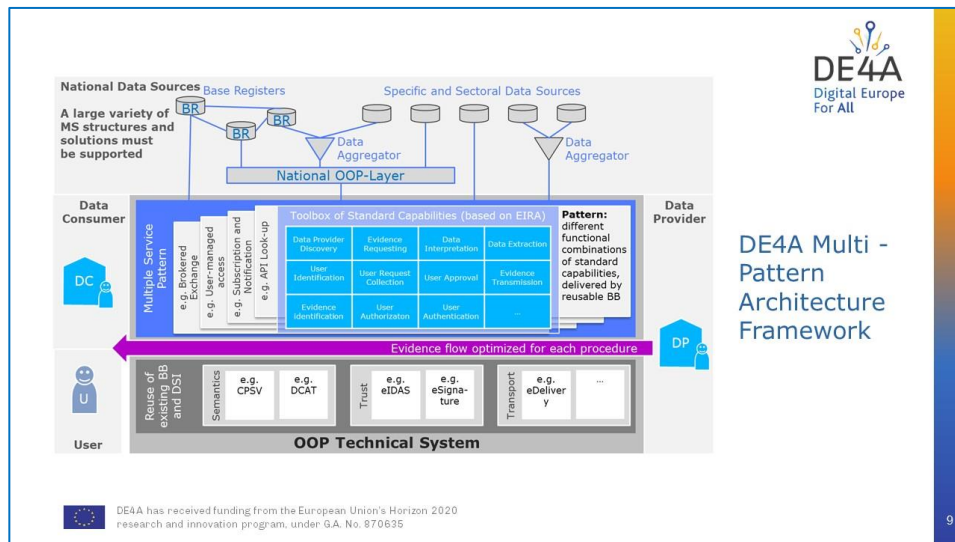 DE4A
Digital Europe
For All
National Data Sources
A large variety of
MS structures and
solutions must
be supported
Base Registers
BR
BR
BR
Specific and Sectoral Data Sources
Data
Aggregator
Data
Aggregator
National OOP-Layer
Data
Consumer
DC
Multiple Service
Pattern
e.g. Brokered
Exchange
e.g. User-managed
access
e.g. Subscription and
Notification
e.g. API Look-up
Toolbox of Standard Capabilities (based on EIRA)
Data Provider
Discovery
Evidence
Requesting
Data
Interpretation
Data Extraction
User
Identification
User Request
Collection
User Approval
Evidence
Transmission
Evidence
Identification
User
Authorizaton
User
Authentication
...
Pattern:
different
functional
combinations
of standard
capabilities,
delivered by
reusable BB
Data
Provider
DP
Evidence flow optimized for each procedure
U
User
Reuse of
existing BB
and DSI
Semantics
e.g.
CPSV
e.g.
DCAT
Trust
e.g.
eIDAS
e.g.
eSigna-
ture
Transport
e.g.
eDeliver
y
...
OOP Technical System
DE4A Multi -
Pattern
Architecture
Framework
DE4A has received funding from the European Union's Horizon 2020
research and innovation program, under G.A. No. 870635
9